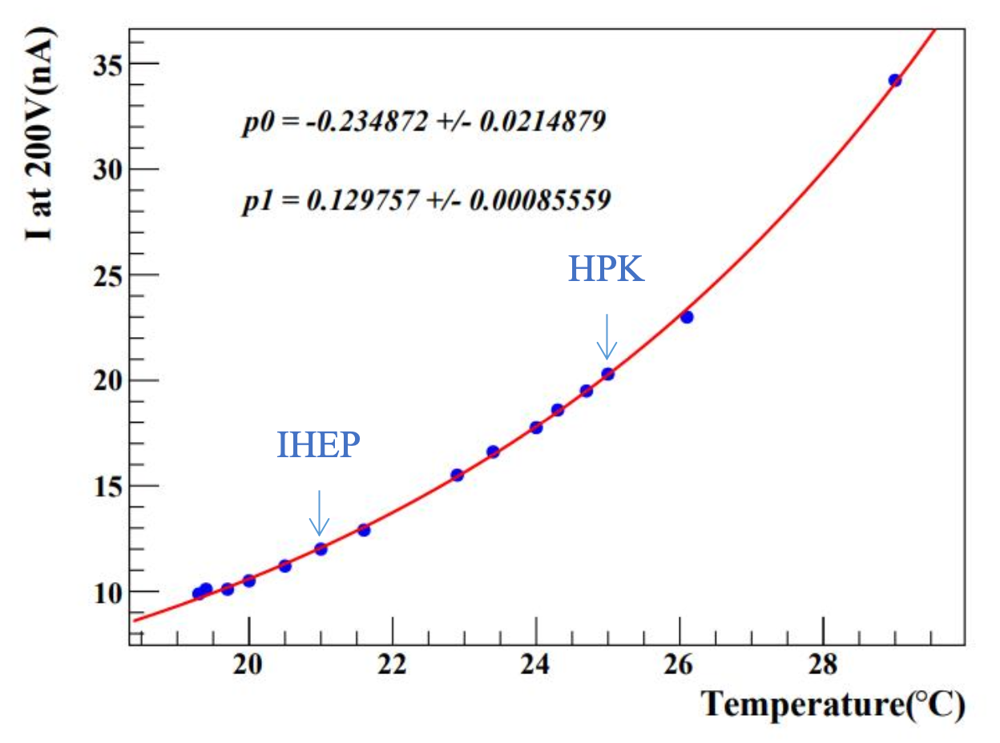 I at 200V(nA)
35
30
25
20
15
10
p0 = -0.234872 +/- 0.0214879
p1 = 0.129757 +/- 0.00085559
HPK
IHEP
20 22 24 26 28
Temperature(°C)